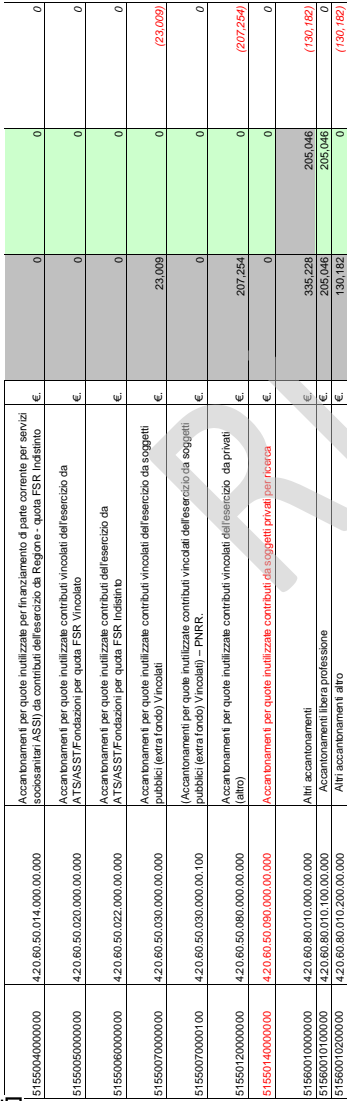 51550040000000 4.20.60.50.014.000.00.000 Accantonamenti per quote inutilizzate per finanziamento di parte corrente per servizi €. 0 0 0
sociosanitari ASSI) da contributi dell'esercizio da Regione - quota FSR Indistinto
51550050000000 4.20.60.50.020.000.00.000 Accantonamenti per quote inutilizzate contributi vincolati dell'esercizio da €. 0 0 0
ATS/ASST/Fondazioni per quota FSR Vincolato
51550060000000 4.20.60.50.022.000.00.000 Accantonamenti per quote inutilizzate contributi dell'esercizio da €. 0 0 0
ATS/ASST/Fondazioni per quota FSR Indistinto
51550070000000 4.20.60.50.030.000.00.000 Accantonamenti per quote inutilizzate contributi vincolati dell'esercizio da soggetti €. 23,009 0 (23,009)
pubblici (extra fondo) Vincolati
51550070000100 4.20.60.50.030.000.00.100 (Accantonamenti per quote inutilizzate contributi vincolati dell'esercizio da soggetti €. 0 0 0
pubblici (extra fondo) Vincolati) – PNRR.
51550120000000 4.20.60.50.080.000.00.000 Accantonamenti per quote inutilizzate contributi vincolati dell'esercizio da privati €. 207,254 0 (207,254)
(altro)
51550140000000 4.20.60.50.090.000.00.000 Accantonamenti per quote inutilizzate contributi da soggetti privati per ricerca €. 0 0 0
51560010000000 4.20.60.80.010.000.00.000 Altri accantonamenti €. 335,228 205,046 (130,182)
51560010100000 4.20.60.80.010.100.00.000 Accantonamenti libera professione €. 205,046 205,046 0
51560010200000 4.20.60.80.010.200.00.000 Altri accantonamenti altro €. 130,182 0 (130,182)